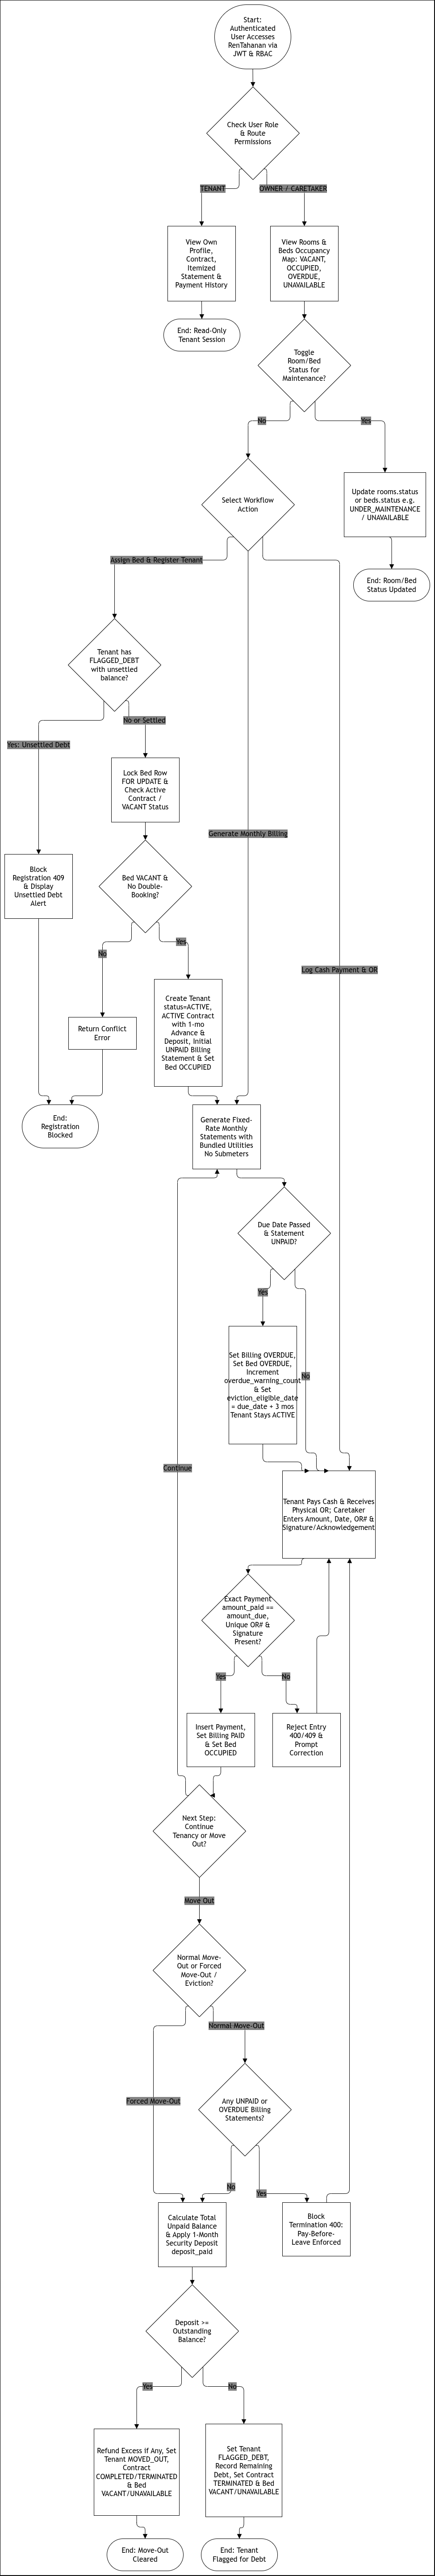 Start:
Authenticated
User Accesses
RenTahanan via
JWT & RBAC
Check User Role
& Route
Permissions
TENANT
OWNER / CARETAKER
View Own
Profile,
Contract,
Itemized
Statement &
Payment History
View Rooms &
Beds Occupancy
Map: VACANT,
OCCUPIED,
OVERDUE,
UNAVAILABLE
End: Read-Only
Tenant Session
Toggle
Room/Bed
Status for
Maintenance?
No
Yes
Select Workflow
Action
Update rooms.status
or beds.status e.g.
UNDER_MAINTENANCE
/ UNAVAILABLE
Assign Bed & Register Tenant
End: Room/Bed
Status Updated
Tenant has
FLAGGED_DEBT
with unsettled
balance?
No or Settled
Yes: Unsettled Debt
Lock Bed Row
FOR UPDATE &
Check Active
Contract /
VACANT Status
Generate Monthly Billing
Block
Registration 409
& Display
Unsettled Debt
Alert
Bed VACANT &
No Double-
Booking?
Yes
No
Log Cash Payment & OR
Create Tenant
status=ACTIVE,
ACTIVE Contract
with 1-mo
Advance &
Deposit, Initial
UNPAID Billing
Statement & Set
Bed OCCUPIED
Return Conflict
Error
End:
Registration
Blocked
Generate Fixed-
Rate Monthly
Statements with
Bundled Utilities
No Submeters
Due Date Passed
& Statement
UNPAID?
Yes
No
Set Billing OVERDUE,
Set Bed OVERDUE,
Increment
overdue_warning_count
& Set
eviction_eligible_date
= due_date + 3 mos
Tenant Stays ACTIVE
Continue
Tenant Pays Cash & Receives
Physical OR; Caretaker
Enters Amount, Date, OR# &
Signature/Acknowledgement
Exact Payment
amount_paid ==
amount_due,
Unique OR# &
Signature
Present?
Yes
No
Insert Payment,
Set Billing PAID
& Set Bed
OCCUPIED
Reject Entry
400/409 &
Prompt
Correction
Next Step:
Continue
Tenancy or Move
Out?
Move Out
Normal Move-
Out or Forced
Move-Out /
Eviction?
Normal Move-Out
Forced Move-Out
Any UNPAID or
OVERDUE Billing
Statements?
No
Yes
Calculate Total
Unpaid Balance
& Apply 1-Month
Security Deposit
deposit_paid
Block
Termination 400:
Pay-Before-
Leave Enforced
Deposit >=
Outstanding
Balance?
Yes
No
Refund Excess if Any, Set
Tenant MOVED_OUT,
Contract
COMPLETED/TERMINATED
& Bed
VACANT/UNAVAILABLE
Set Tenant
FLAGGED_DEBT,
Record Remaining
Debt, Set Contract
TERMINATED & Bed
VACANT/UNAVAILABLE
End: Move-Out
Cleared
End: Tenant
Flagged for Debt